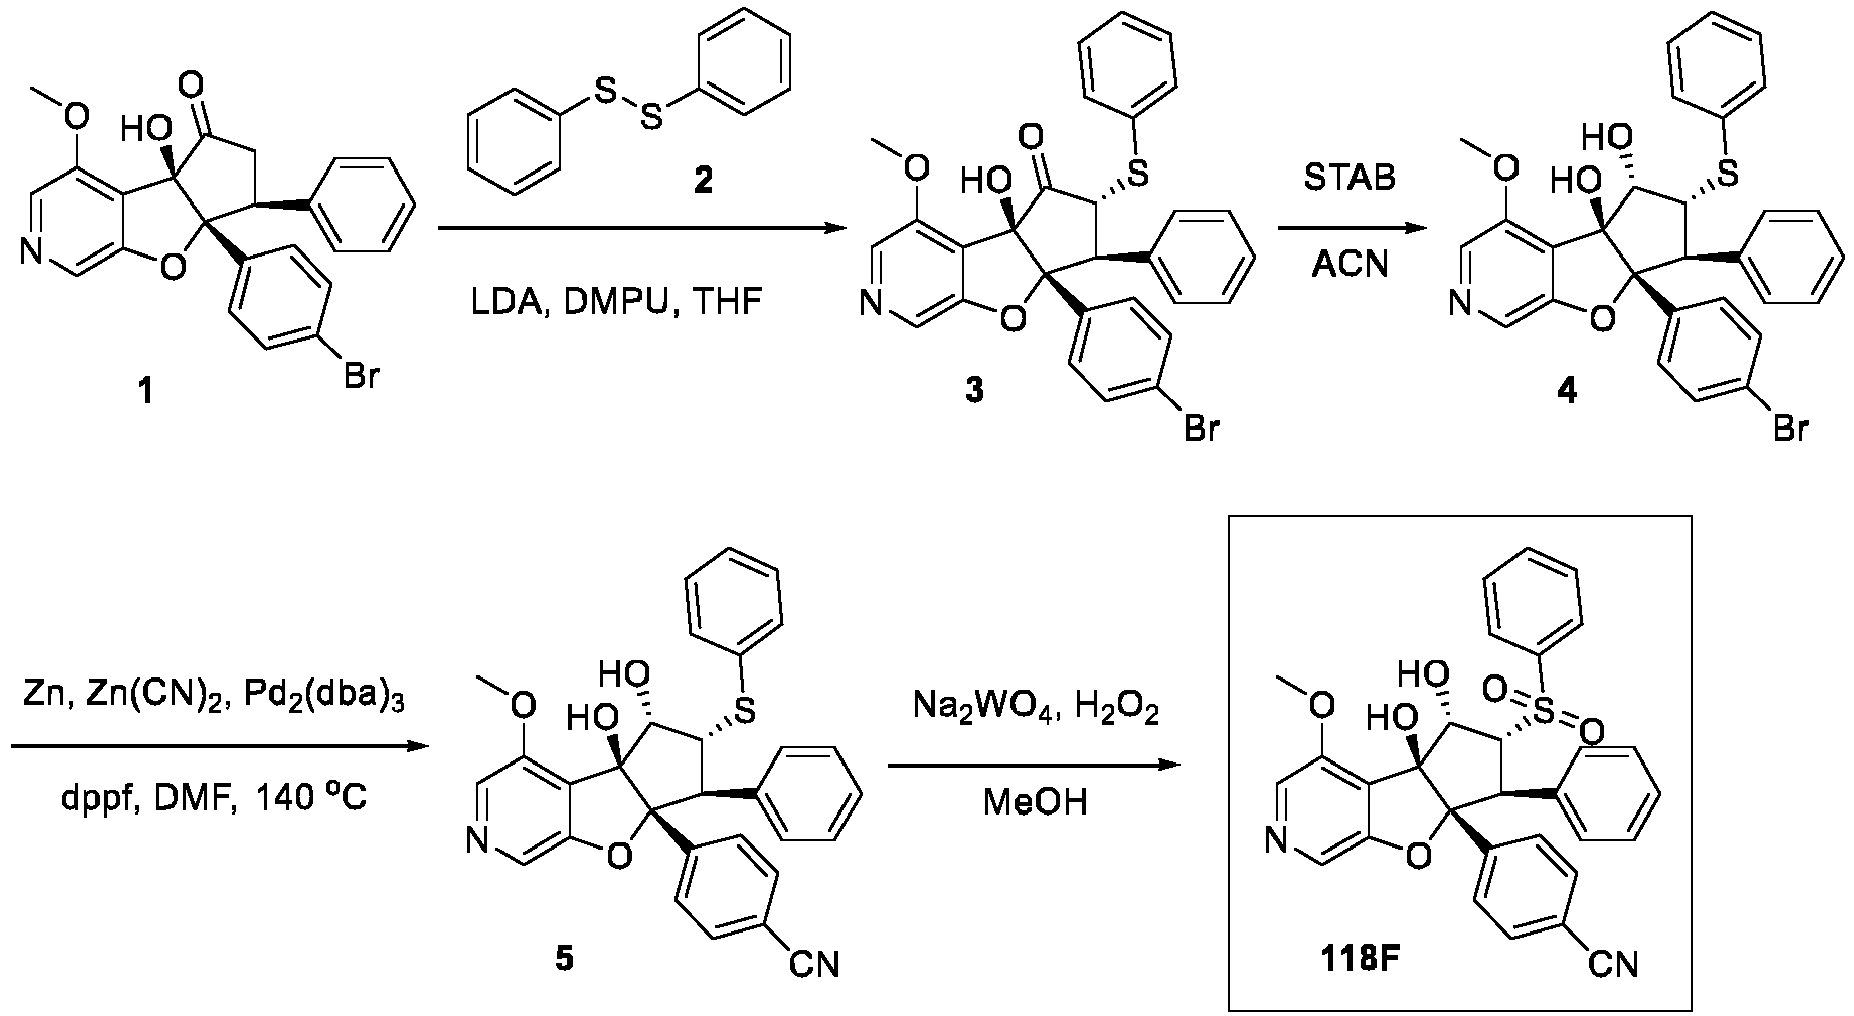 O
O
HO
N
O
Br
1
S
S
2
LDA, DMPU, THF
O
O
HO
S
N
O
Br
3
STAB
ACN
HO
O
HO
S
N
O
Br
4
Zn, Zn(CN)2, Pd2(dba)3
dppf, DMF, 140 ºC
HO
O
HO
S
N
O
CN
5
Na2WO4, H2O2
MeOH
HO
O
HO
O
S
O
N
O
CN
118F